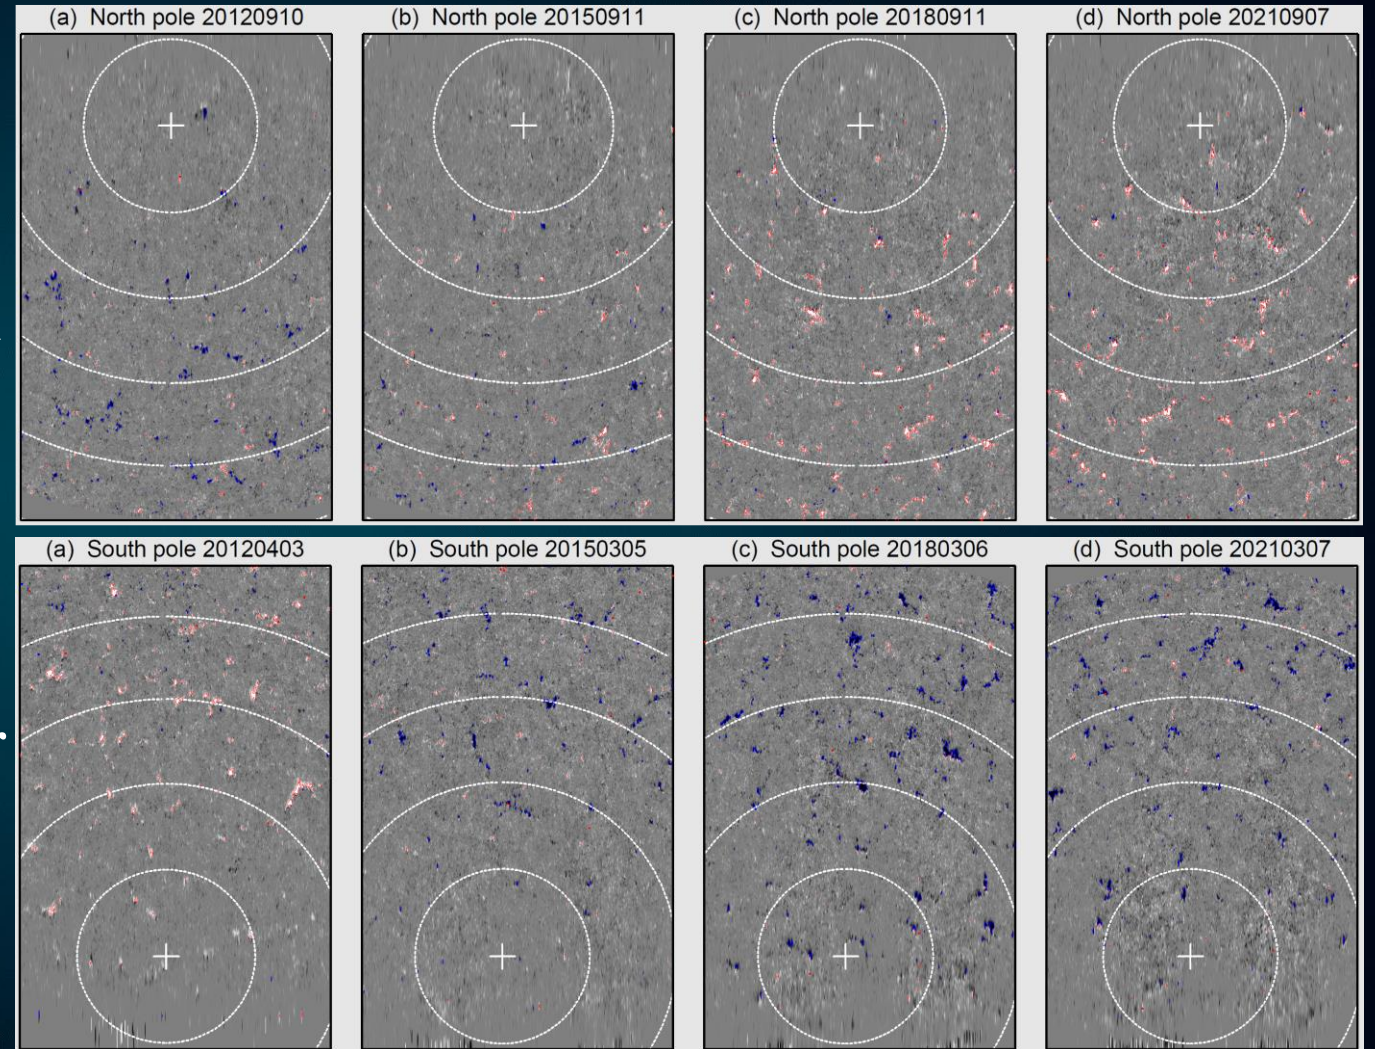 (a) North pole 20120910
(b) North pole 20150911
(c) North pole 20180911
(d) North pole 20210907
(a) South pole 20120403
(b) South pole 20150305
(c) South pole 20180306
(d) South pole 20210307